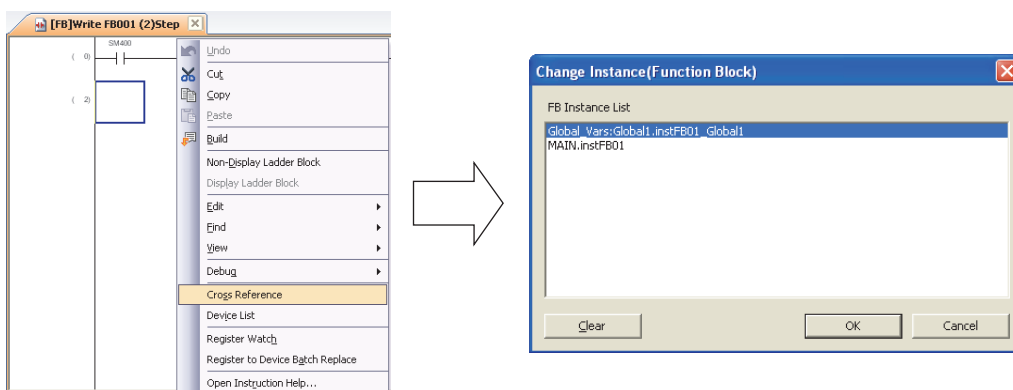 [FB]Write FB001 (2)Step
SM400
( 0)
( 2)
Undo
Cut
Copy
Paste
Build
Non-Display Ladder Block
Display Ladder Block
Edit
Find
View
Debug
Cross Reference
Device List
Register Watch
Register to Device Batch Replace
Open Instruction Help...
Change Instance(Function Block)
FB Instance List
Global_Vars:Global1.instFB01_Global1
MAIN.instFB01
Clear
OK
Cancel